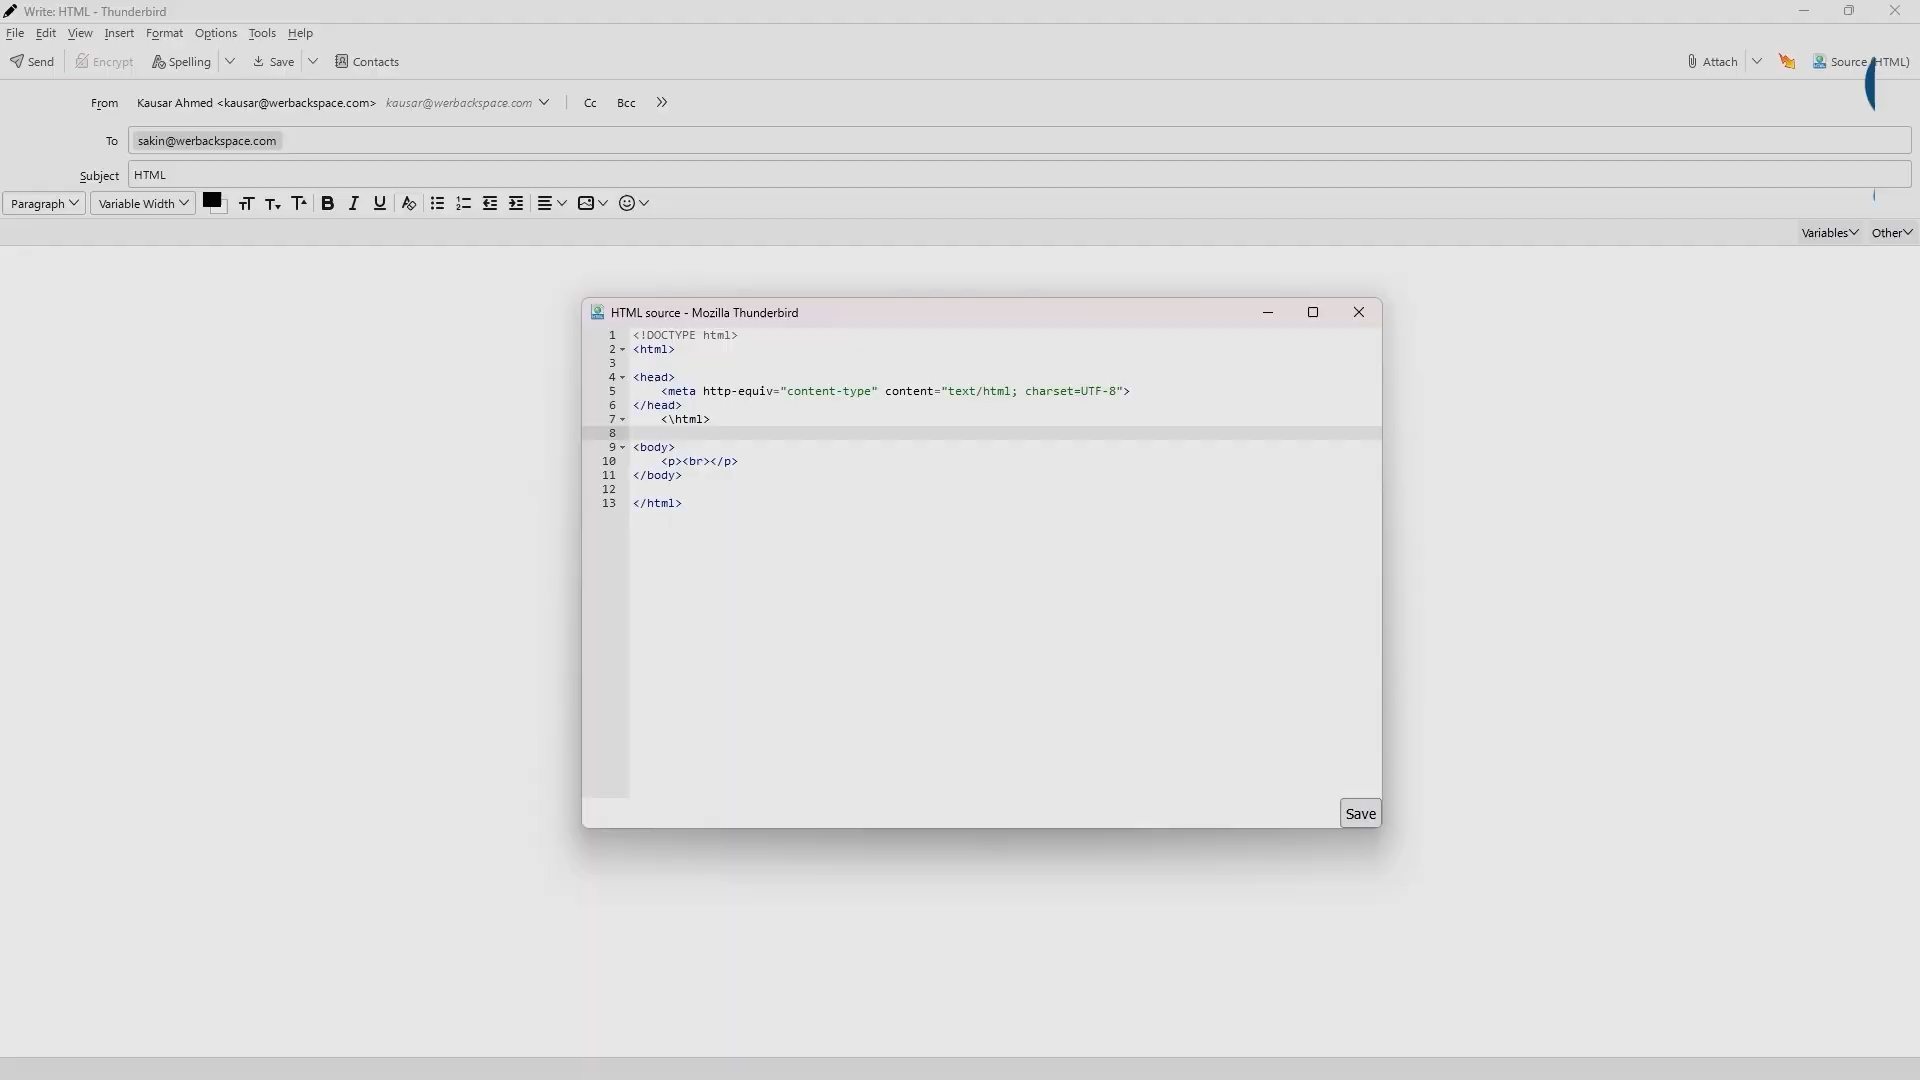 Write: HTML - Thunderbird
File Edit View Insert Format Options Tools Help
Send Encrypt Spelling Save Contacts Attach Source (HTML)
From Kausar Ahmed <kausar@werbackspace.com> kausar@werbackspace.com Cc Bcc
To sakin@werbackspace.com
Subject HTML
Paragraph Variable Width
Variables Other
HTML source - Mozilla Thunderbird
1 <!DOCTYPE html>
2 <html>
3
4 <head>
5 <meta http-equiv="content-type" content="text/html; charset=UTF-8">
6 </head>
7 <\html>
8
9 <body>
10 <p><br></p>
11 </body>
12
13 </html>
Save